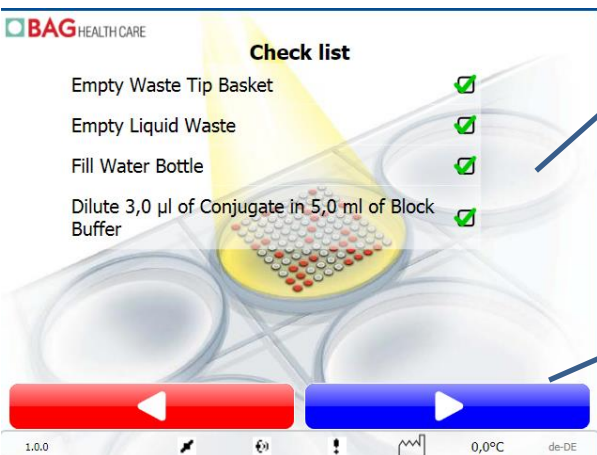 BAG HEALTH CARE
Check list
Empty Waste Tip Basket
Empty Liquid Waste
Fill Water Bottle
Dilute 3,0 µl of Conjugate in 5,0 ml of Block
Buffer
1.0.0 0,0°C de-DE